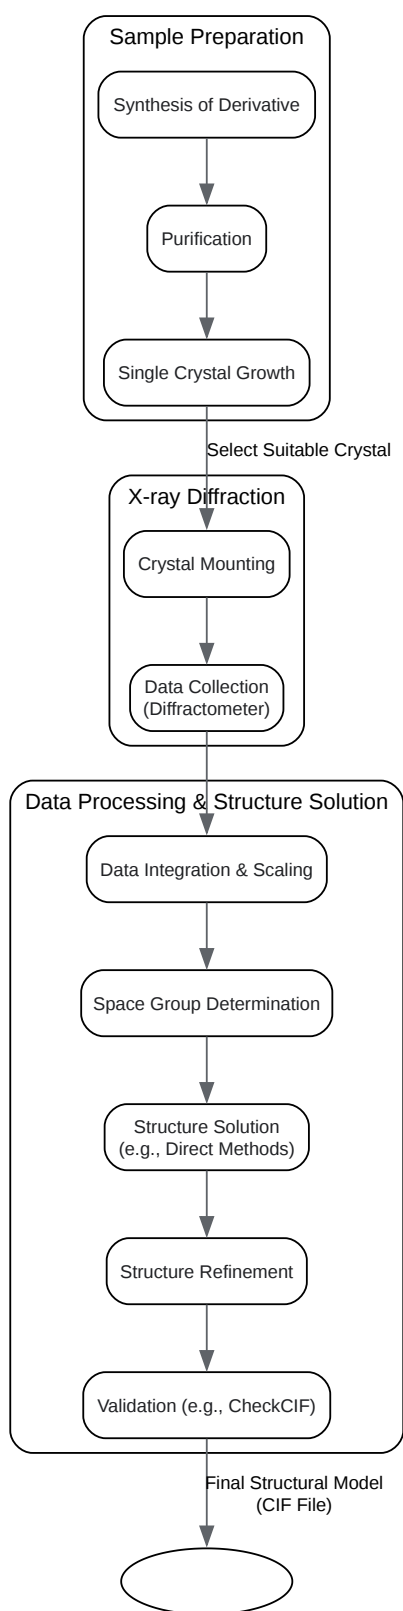 Sample Preparation
Synthesis of Derivative
Purification
Single Crystal Growth
Select Suitable Crystal
X-ray Diffraction
Crystal Mounting
Data Collection
(Diffractometer)
Data Processing & Structure Solution
Data Integration & Scaling
Space Group Determination
Structure Solution
(e.g., Direct Methods)
Structure Refinement
Validation (e.g., CheckCIF)
Final Structural Model
(CIF File)